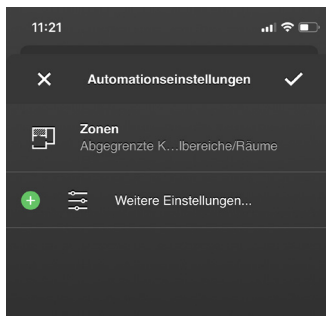 11:21
Automationseinstellungen
Zonen
Abgegrenzte K...lbereiche/Räume
Weitere Einstellungen...